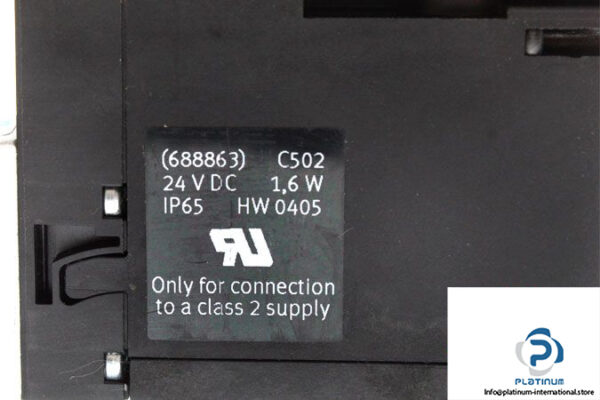 (688863) C502
24 V DC 1,6 W
IP65 HW 0405
Only for connection
to a class 2 supply
PLATINUM
info@platinum-international.store